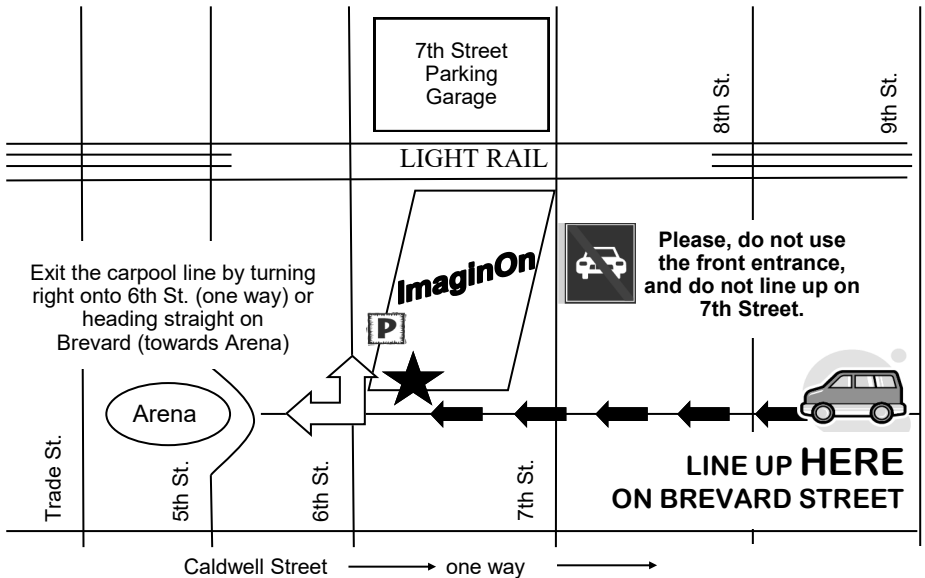 7th Street
Parking
Garage
8th St.
9th St.
LIGHT RAIL
ImaginOn
Please, do not use
the front entrance,
and do not line up on
7th Street.
Exit the carpool line by turning
right onto 6th St. (one way) or
heading straight on
Brevard (towards Arena)
P
Arena
LINE UP HERE
ON BREVARD STREET
Trade St.
5th St.
6th St.
7th St.
Caldwell Street one way